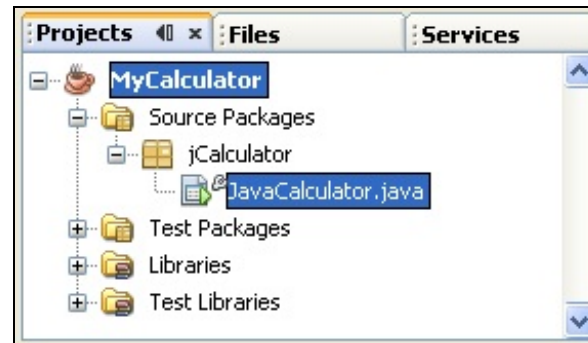 Projects Files Services
MyCalculator
Source Packages
jCalculator
JavaCalculator.java
Test Packages
Libraries
Test Libraries